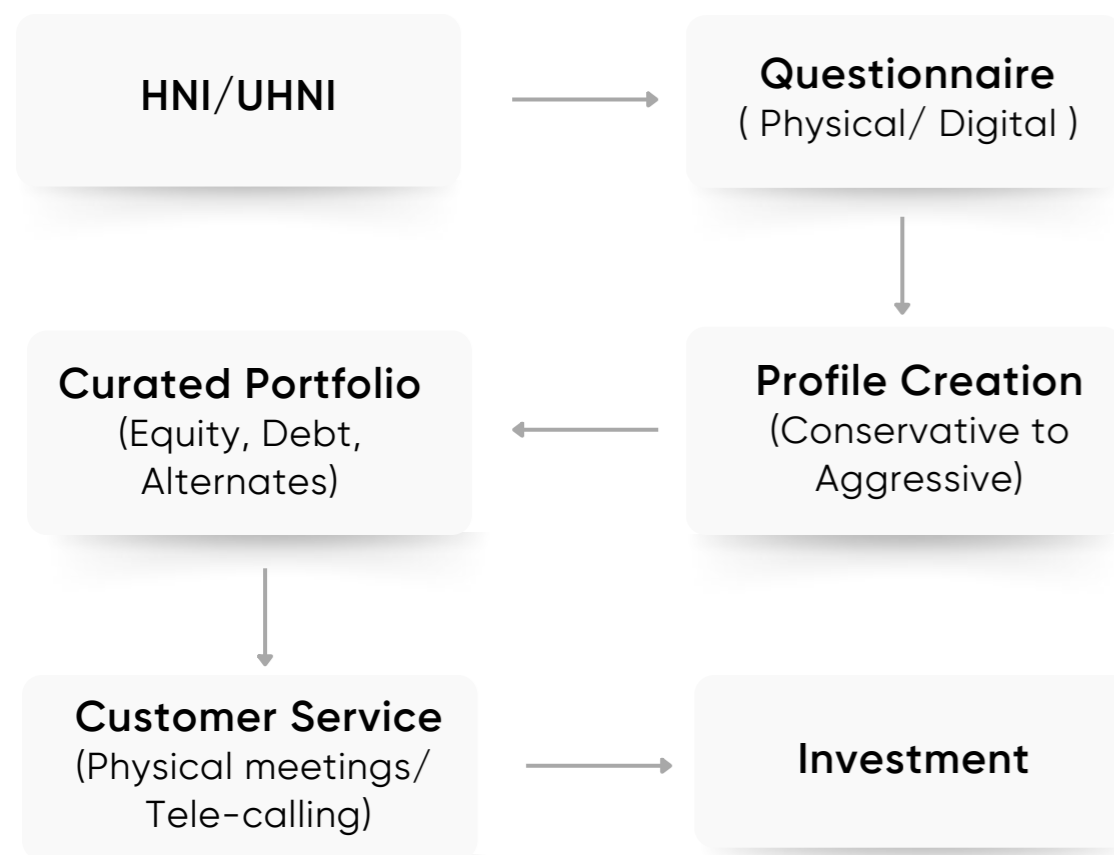 HNI/UHNI
Questionnaire
( Physical/ Digital )
Profile Creation
(Conservative to
Aggressive)
Curated Portfolio
(Equity, Debt,
Alternates)
Customer Service
(Physical meetings/
Tele-calling)
Investment